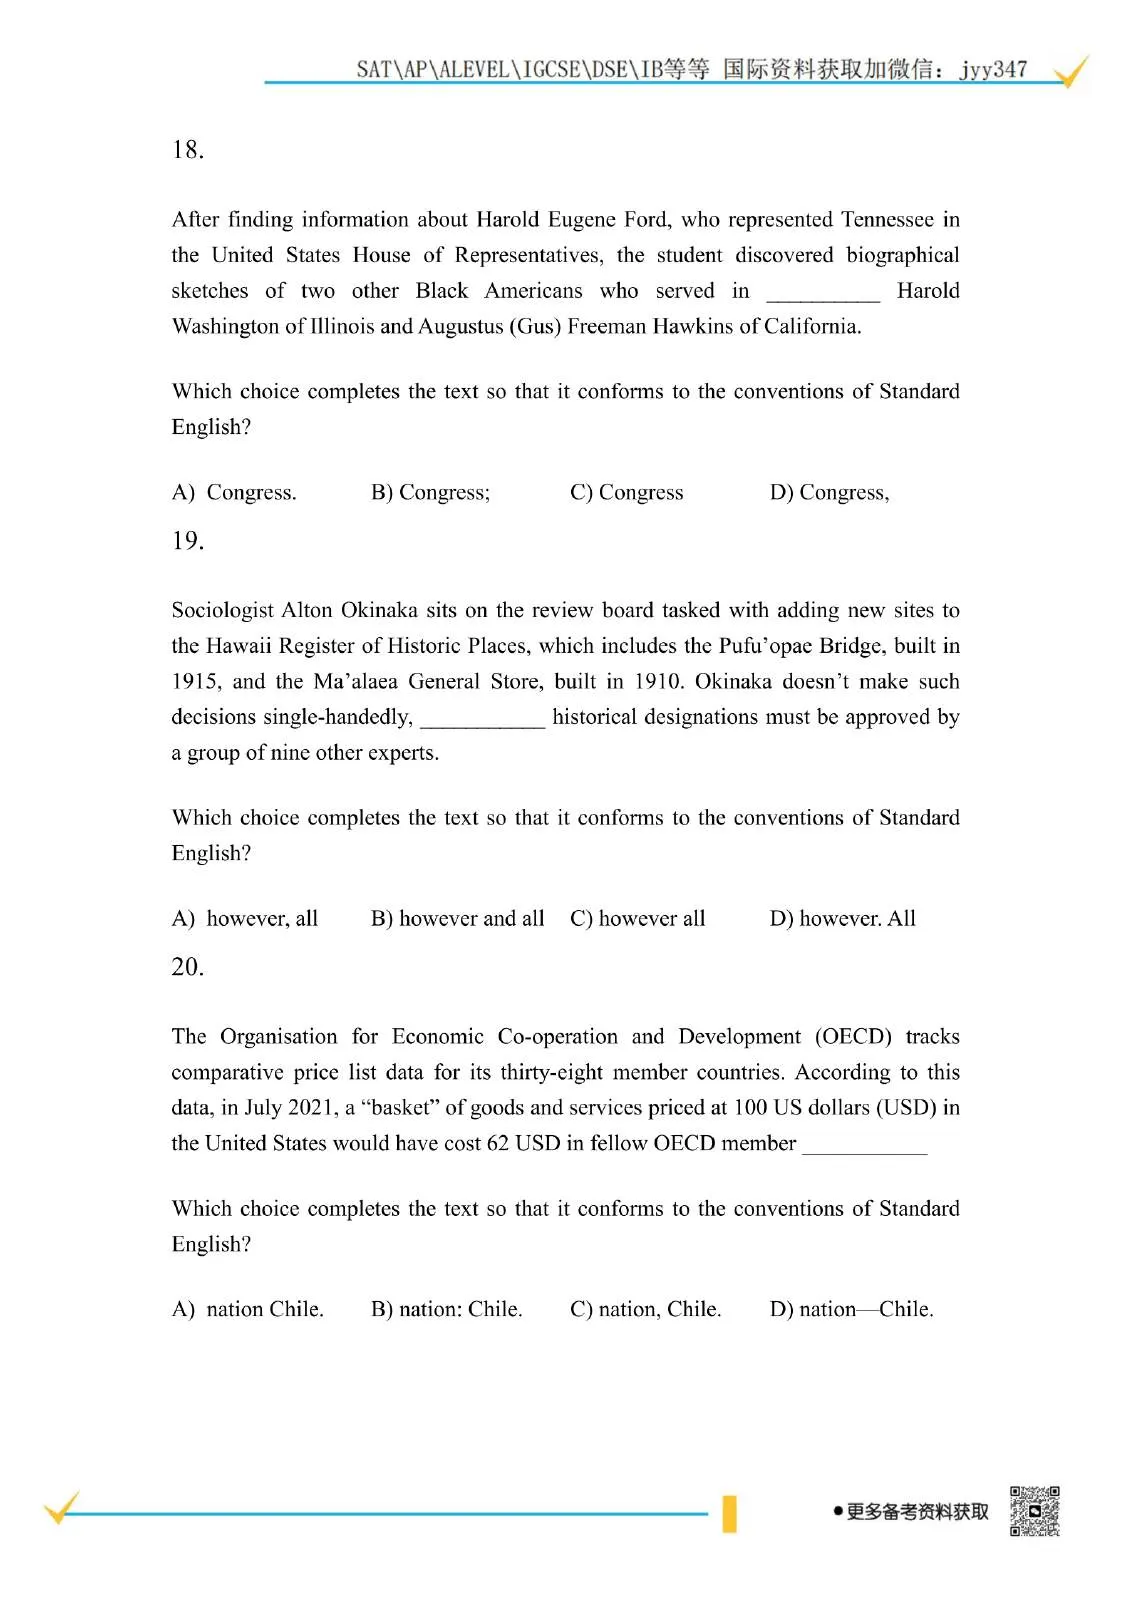 SAT\AP\ALEVEL\IGCSE\DSE\IB等等 国际资料获取加微信：jyy347
18.
After finding information about Harold Eugene Ford, who represented Tennessee in
the United States House of Representatives, the student discovered biographical
sketches of two other Black Americans who served in __________ Harold
Washington of Illinois and Augustus (Gus) Freeman Hawkins of California.
Which choice completes the text so that it conforms to the conventions of Standard
English?
A) Congress. B) Congress; C) Congress D) Congress,
19.
Sociologist Alton Okinaka sits on the review board tasked with adding new sites to
the Hawaii Register of Historic Places, which includes the Pufu’opae Bridge, built in
1915, and the Ma’alaea General Store, built in 1910. Okinaka doesn’t make such
decisions single-handedly, ___________ historical designations must be approved by
a group of nine other experts.
Which choice completes the text so that it conforms to the conventions of Standard
English?
A) however, all B) however and all C) however all D) however. All
20.
The Organisation for Economic Co-operation and Development (OECD) tracks
comparative price list data for its thirty-eight member countries. According to this
data, in July 2021, a “basket” of goods and services priced at 100 US dollars (USD) in
the United States would have cost 62 USD in fellow OECD member ___________
Which choice completes the text so that it conforms to the conventions of Standard
English?
A) nation Chile. B) nation: Chile. C) nation, Chile. D) nation—Chile.
●更多备考资料获取